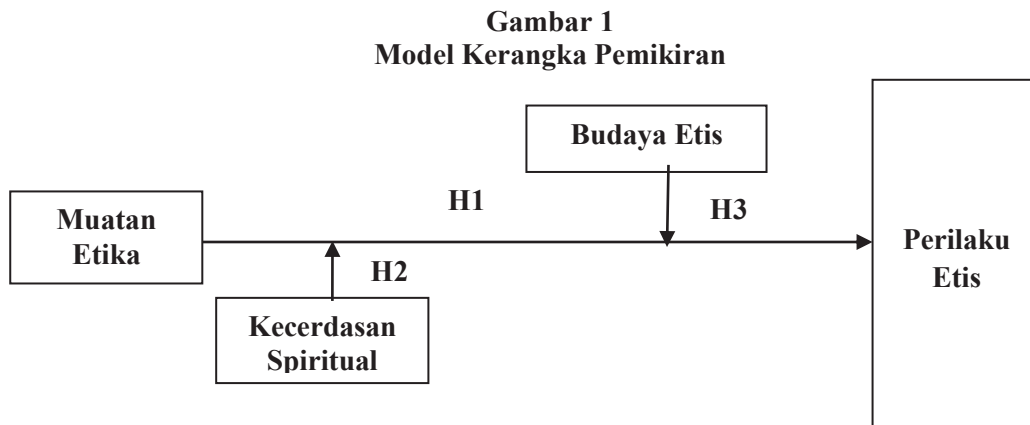 Gambar 1
Model Kerangka Pemikiran
Budaya Etis
H1
H3
Muatan
Etika
Perilaku
Etis
H2
Kecerdasan
Spiritual